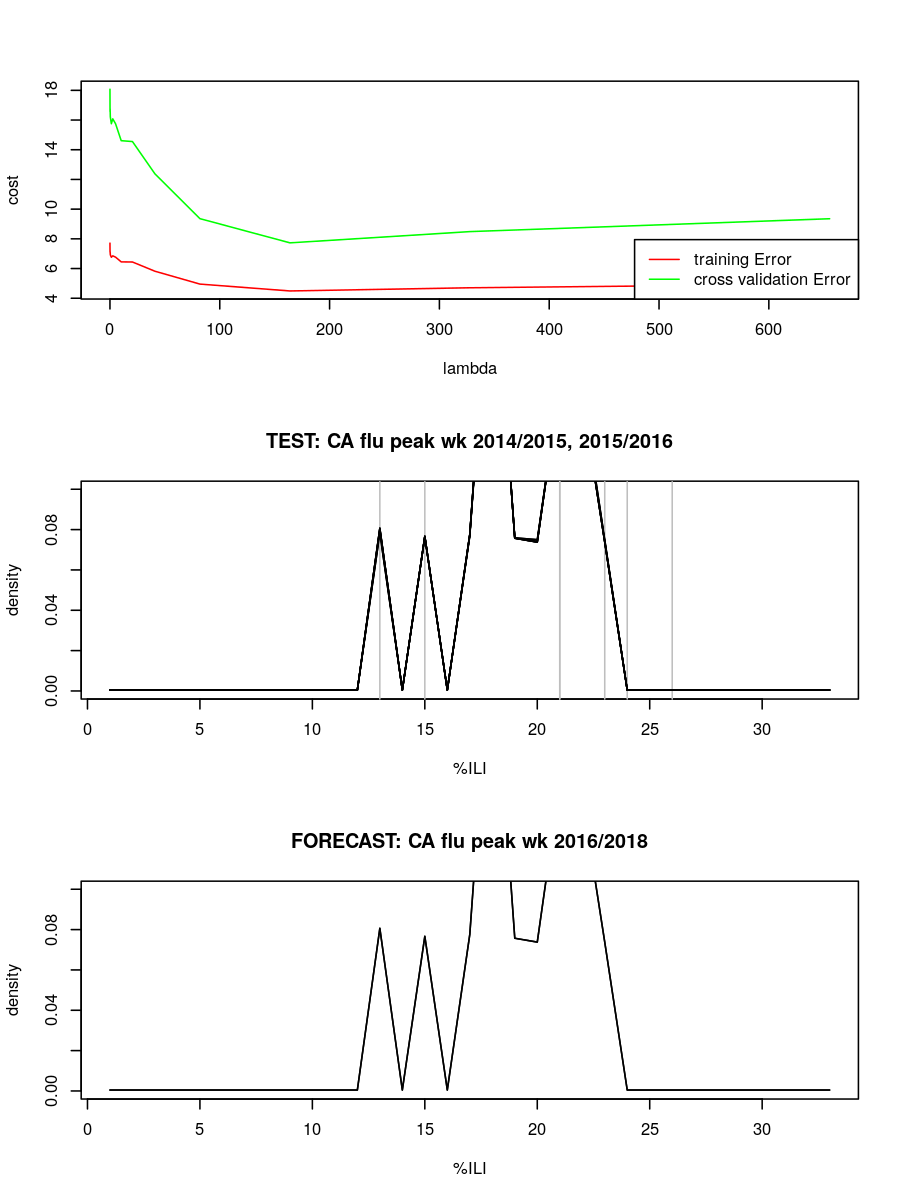 18
14
10
8
6
4
cost
training Error
cross validation Error
0 100 200 300 400 500 600
lambda
TEST: CA flu peak wk 2014/2015, 2015/2016
0.08
0.04
0.00
density
0 5 10 15 20 25 30
%ILI
FORECAST: CA flu peak wk 2016/2018
0.08
0.04
0.00
density
0 5 10 15 20 25 30
%ILI